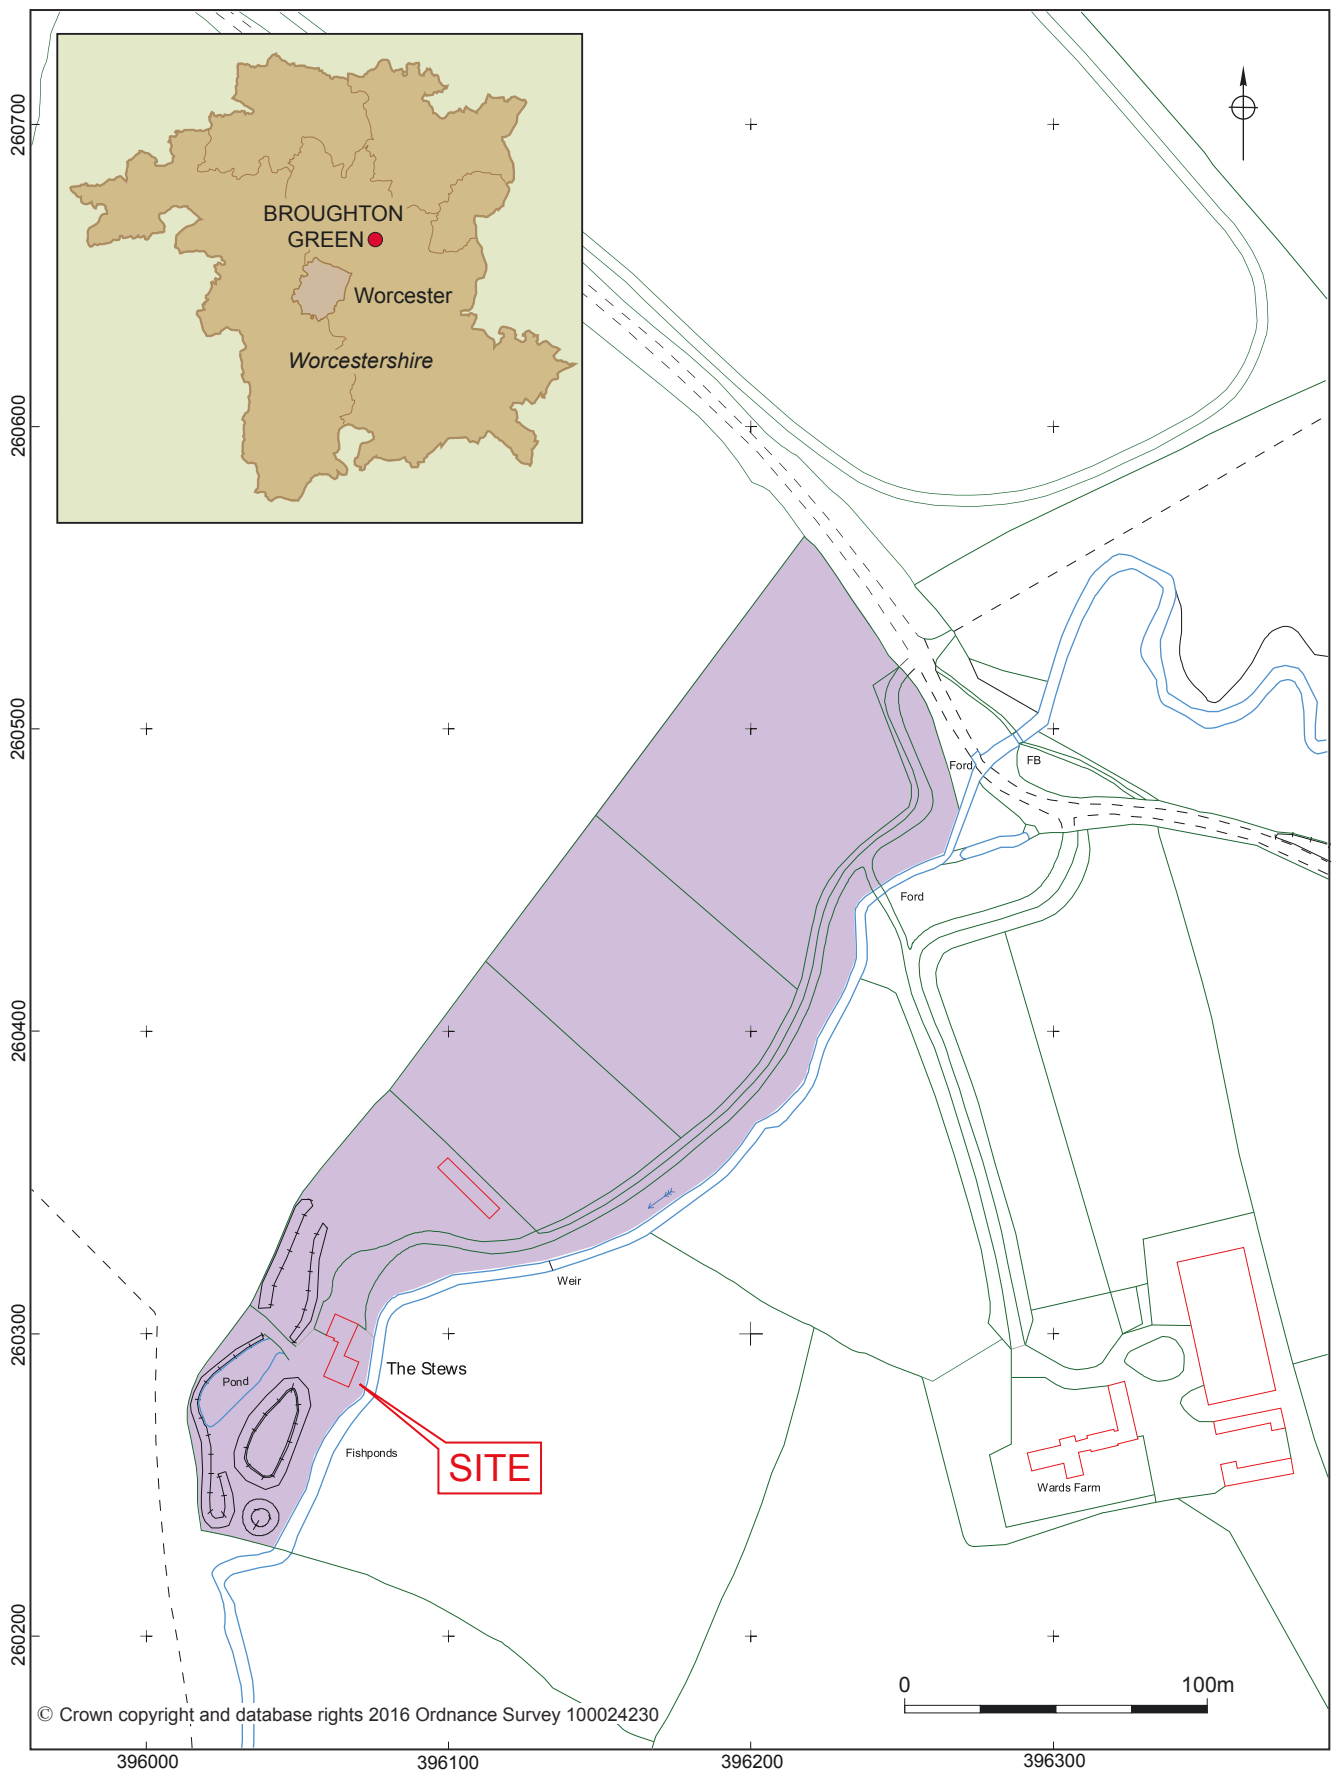 BROUGHTON
GREEN
Worcester
Worcestershire
260700
260600
260500
260400
260300
260200
Ford
FB
Ford
Weir
The Stews
Pond
Fishponds
SITE
Wards Farm
0
100m
© Crown copyright and database rights 2016 Ordnance Survey 100024230
396000
396100
396200
396300